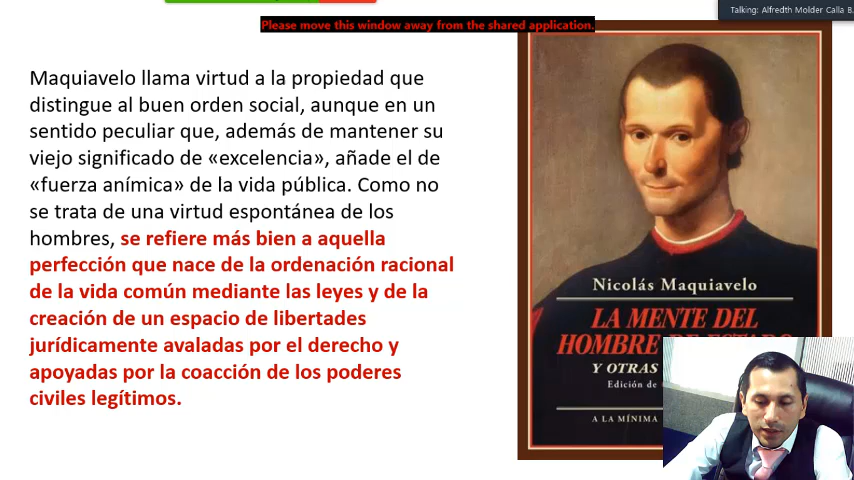 Please move this window away from the shared application.
Talking: Alfredth Molder Calla B.
Maquiavelo llama virtud a la propiedad que
distingue al buen orden social, aunque en un
sentido peculiar que, además de mantener su
viejo significado de «excelencia», añade el de
«fuerza anímica» de la vida pública. Como no
se trata de una virtud espontánea de los
hombres, se refiere más bien a aquella
perfección que nace de la ordenación racional
de la vida común mediante las leyes y de la
creación de un espacio de libertades
jurídicamente avaladas por el derecho y
apoyadas por la coacción de los poderes
civiles legítimos.
Nicolás Maquiavelo
LA MENTE DEL
HOMBRE DE ESTADO
Y OTRAS
Edición de
A LA MÍNIMA